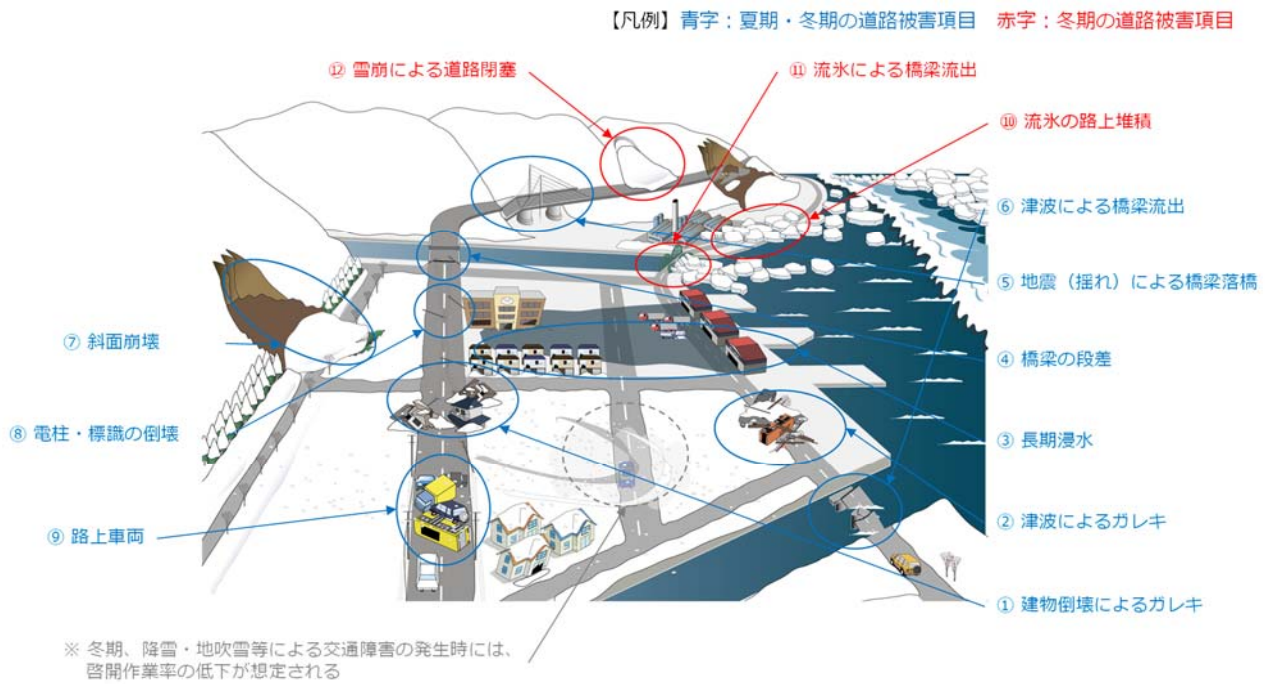 【凡例】青字：夏期・冬期の道路被害項目　赤字：冬期の道路被害項目
⑫ 雪崩による道路閉塞
⑪ 流氷による橋梁流出
⑩ 流氷の路上堆積
⑥ 津波による橋梁流出
⑤ 地震（揺れ）による橋梁落橋
⑦ 斜面崩壊
④ 橋梁の段差
⑧ 電柱・標識の倒壊
③ 長期浸水
② 津波によるガレキ
⑨ 路上車両
① 建物倒壊によるガレキ
※ 冬期、降雪・地吹雪等による交通障害の発生時には、
啓開作業率の低下が想定される